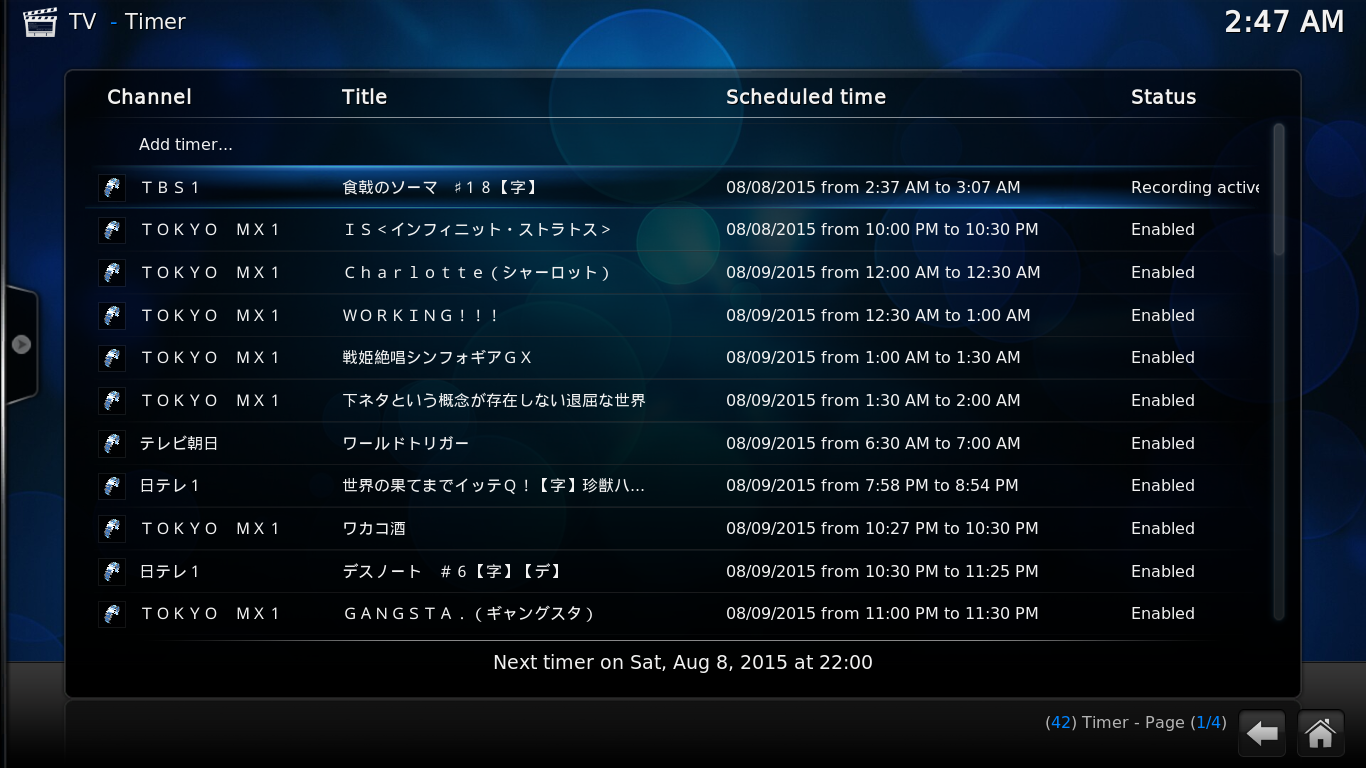 TV - Timer
2:47 AM
Channel Title Scheduled time Status
Add timer...
ＴＢＳ１ 食戟のソーマ　♯１８【字】 08/08/2015 from 2:37 AM to 3:07 AM Recording active
ＴＯＫＹＯ　ＭＸ１ ＩＳ＜インフィニット・ストラトス＞ 08/08/2015 from 10:00 PM to 10:30 PM Enabled
ＴＯＫＹＯ　ＭＸ１ Ｃｈａｒｌｏｔｔｅ（シャーロット） 08/09/2015 from 12:00 AM to 12:30 AM Enabled
ＴＯＫＹＯ　ＭＸ１ ＷＯＲＫＩＮＧ！！！ 08/09/2015 from 12:30 AM to 1:00 AM Enabled
ＴＯＫＹＯ　ＭＸ１ 戦姫絶唱シンフォギアＧＸ 08/09/2015 from 1:00 AM to 1:30 AM Enabled
ＴＯＫＹＯ　ＭＸ１ 下ネタという概念が存在しない退屈な世界 08/09/2015 from 1:30 AM to 2:00 AM Enabled
テレビ朝日 ワールドトリガー 08/09/2015 from 6:30 AM to 7:00 AM Enabled
日テレ１ 世界の果てまでイッテＱ！【字】珍獣ハ... 08/09/2015 from 7:58 PM to 8:54 PM Enabled
ＴＯＫＹＯ　ＭＸ１ ワカコ酒 08/09/2015 from 10:27 PM to 10:30 PM Enabled
日テレ１ デスノート　＃６【字】【デ】 08/09/2015 from 10:30 PM to 11:25 PM Enabled
ＴＯＫＹＯ　ＭＸ１ ＧＡＮＧＳＴＡ．（ギャングスタ） 08/09/2015 from 11:00 PM to 11:30 PM Enabled
Next timer on Sat, Aug 8, 2015 at 22:00
(42) Timer - Page (1/4)